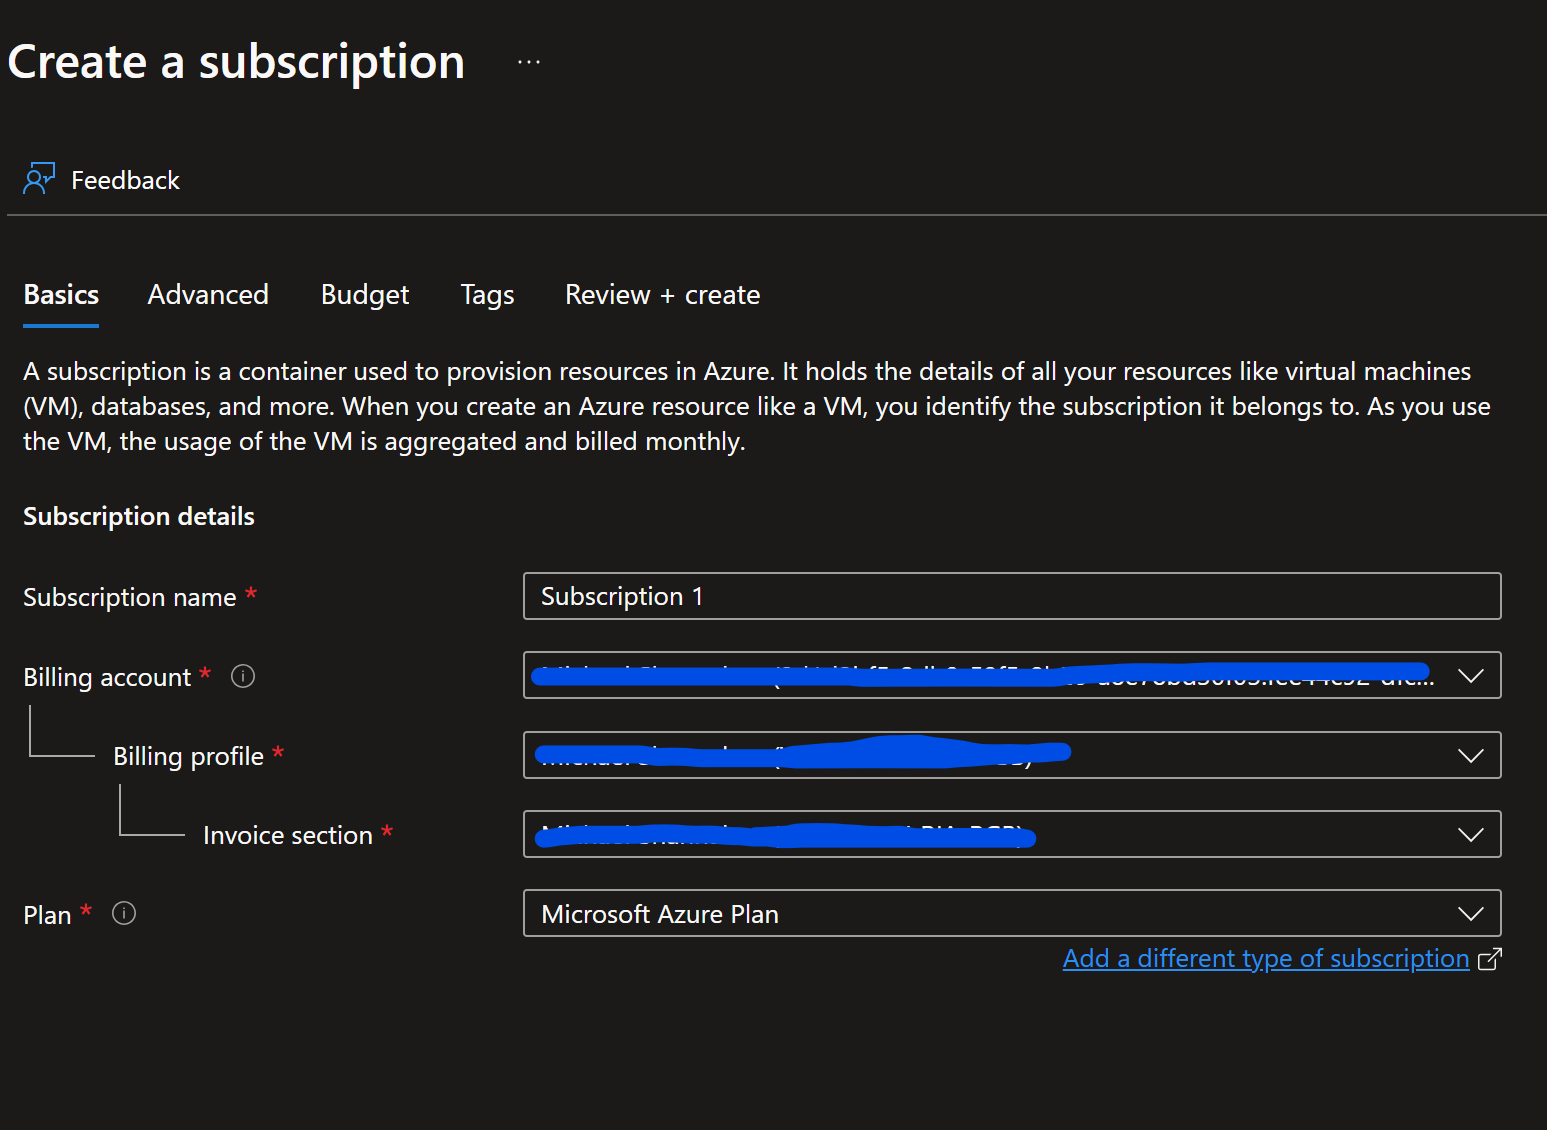 Create a subscription ...
Feedback
Basics Advanced Budget Tags Review + create
A subscription is a container used to provision resources in Azure. It holds the details of all your resources like virtual machines
(VM), databases, and more. When you create an Azure resource like a VM, you identify the subscription it belongs to. As you use
the VM, the usage of the VM is aggregated and billed monthly.
Subscription details
Subscription name *
Subscription 1
Billing account *
Billing profile *
Invoice section *
Plan *
Microsoft Azure Plan
Add a different type of subscription